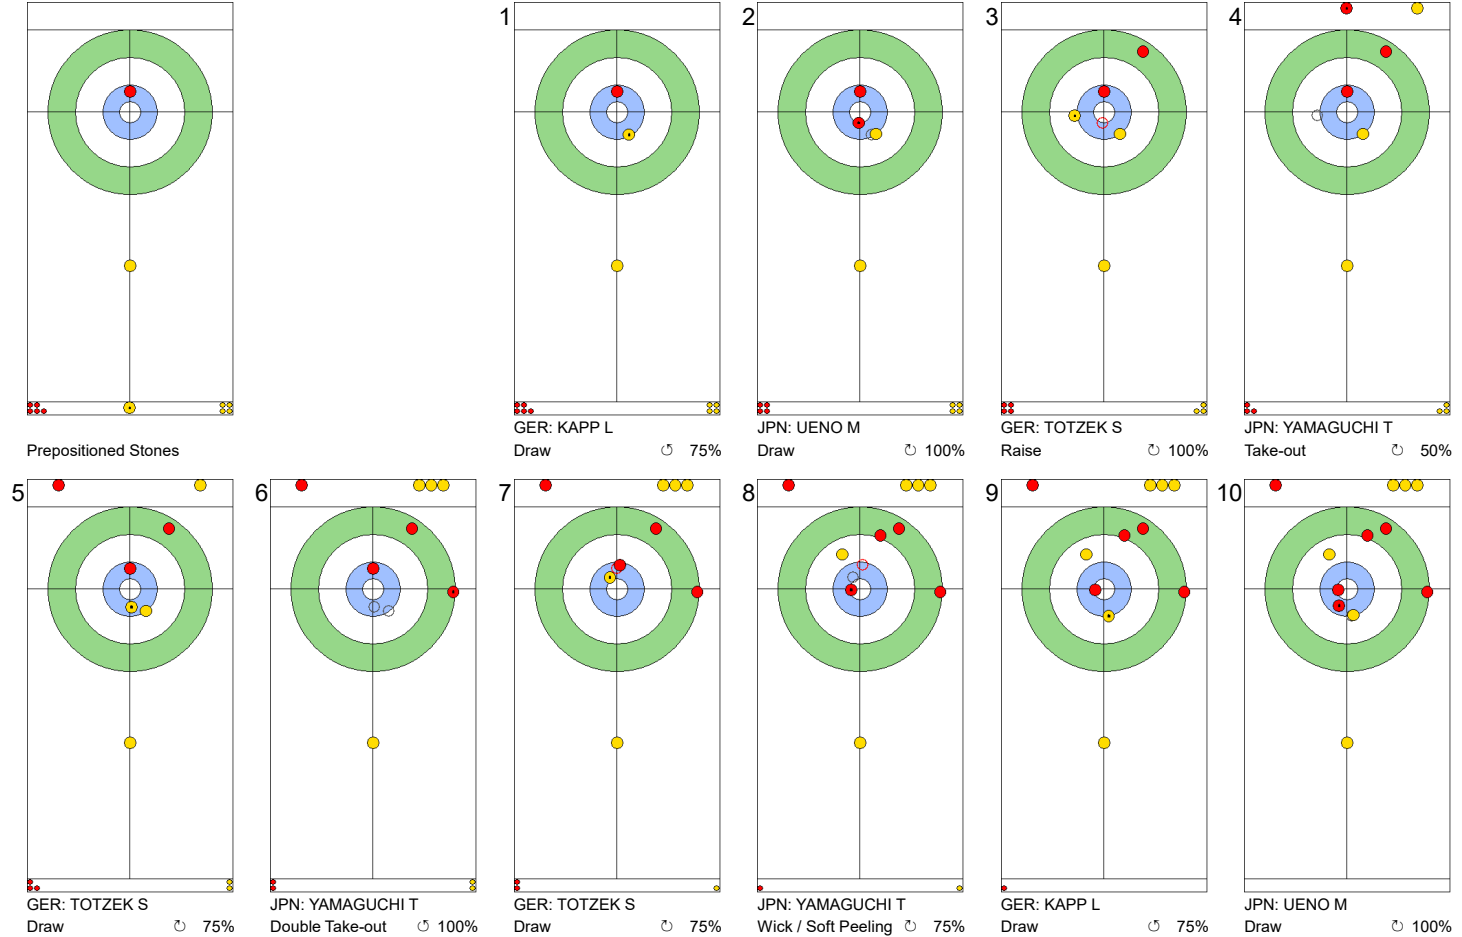 1
2
3
4
Prepositioned Stones
GER: KAPP L
Draw ↺ 75%
JPN: UENO M
Draw ↻ 100%
GER: TOTZEK S
Raise ↻ 100%
JPN: YAMAGUCHI T
Take-out ↻ 50%
5
6
7
8
9
10
GER: TOTZEK S
Draw ↻ 75%
JPN: YAMAGUCHI T
Double Take-out ↺ 100%
GER: TOTZEK S
Draw ↺ 75%
JPN: YAMAGUCHI T
Wick / Soft Peeling ↻ 75%
GER: KAPP L
Draw ↺ 75%
JPN: UENO M
Draw ↻ 100%